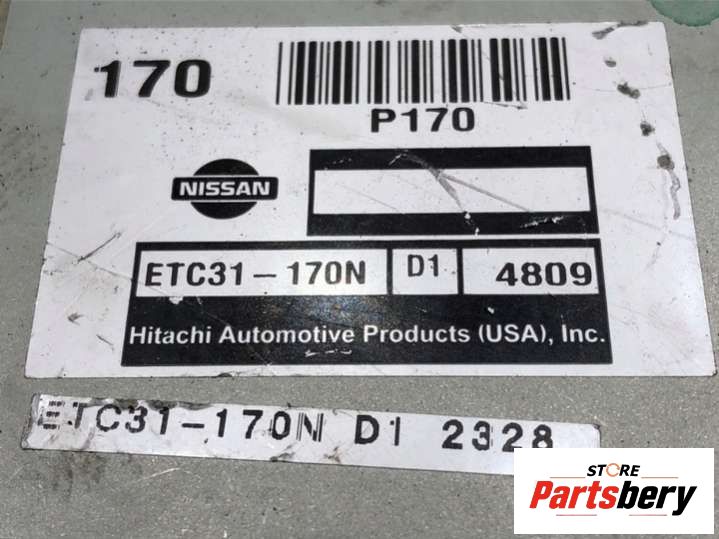 170
P170
NISSAN
ETC31-170N D1 4809
Hitachi Automotive Products (USA), Inc.
ETC31-170N D1 2328
STORE
Partsbery